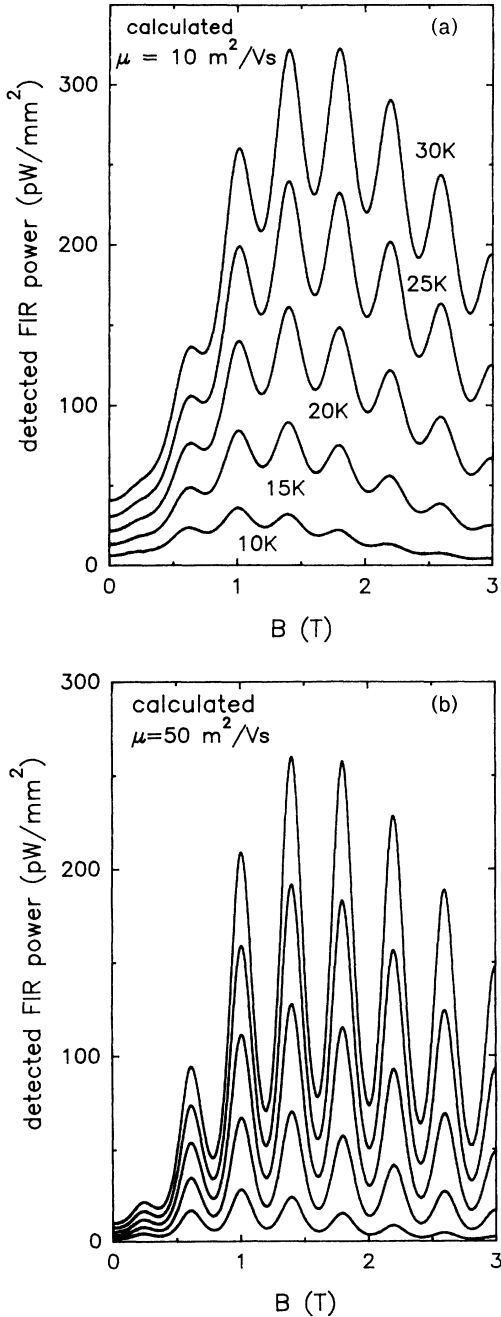 calculated
(a)
μ = 10 m²/Vs
300
30K
25K
200
20K
100
15K
10K
0
0 1 2 3
B (T)
detected FIR power (pW/mm²)
300
calculated
(b)
μ=50 m²/Vs
200
100
0
0 1 2 3
B (T)
detected FIR power (pW/mm²)